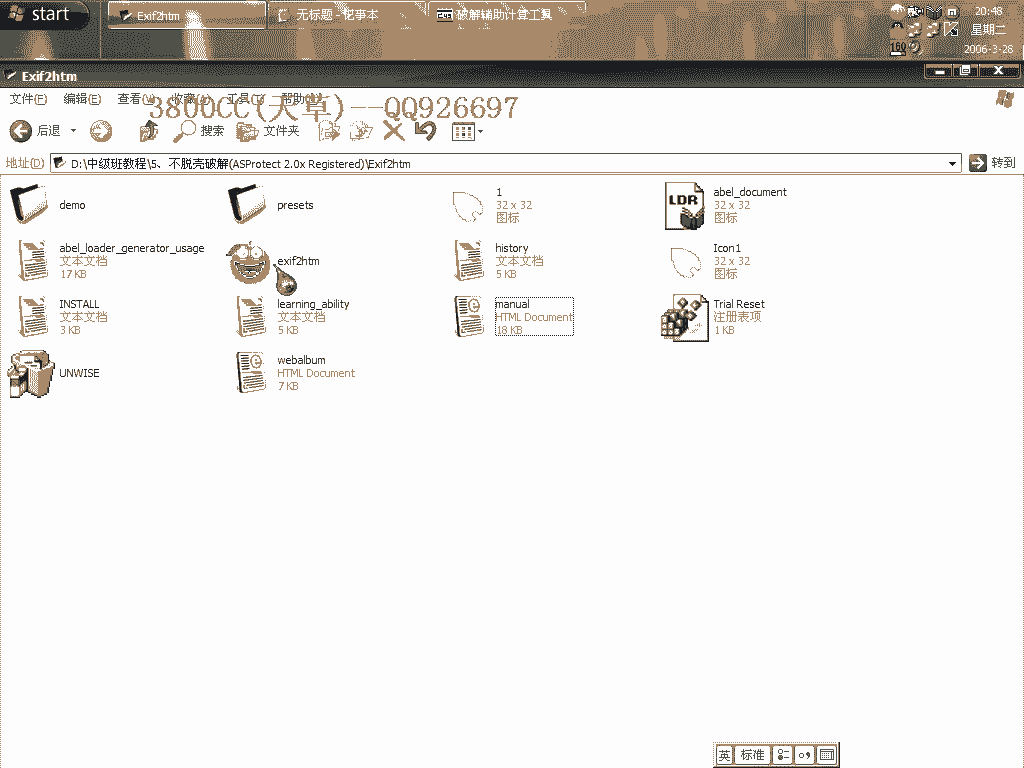 start
Exif2htm
无标题 - 记事本
破解辅助计算工具
20:48
星期二
2006-3-28
160
Exif2htm
文件(F) 编辑(E) 查看(V) 收藏(A) 工具(T) 帮助(H)
3800CC(天草)--QQ926697
后退 搜索 文件夹
地址(D) D:\中级班教程\5、不脱壳破解(ASProtect 2.0x Registered)\Exif2htm 转到
demo
presets
1
32 x 32
图标
LDR
abel_document
32 x 32
图标
abel_loader_generator_usage
文本文档
17 KB
exif2htm
history
文本文档
5 KB
Icon1
32 x 32
图标
INSTALL
文本文档
3 KB
learning_ability
文本文档
5 KB
manual
HTML Document
18 KB
Trial Reset
注册表项
1 KB
UNWISE
webalbum
HTML Document
7 KB
英 标准